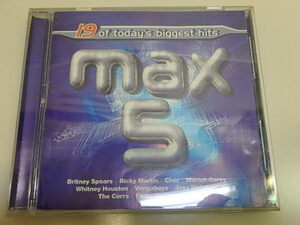 19 of today's biggest hits
max
5
Britney Spears Ricky Martin Cher Mariah Carey
Whitney Houston Vengaboys
The Corrs